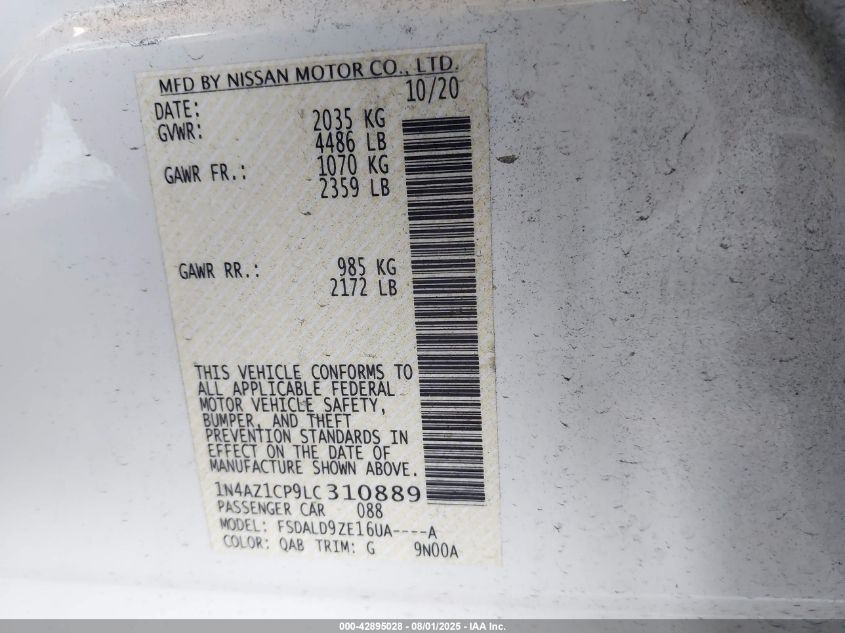 MFD BY NISSAN MOTOR CO., LTD.
DATE: 10/20
GVWR: 2035 KG
4486 LB
GAWR FR.: 1070 KG
2359 LB
GAWR RR.: 985 KG
2172 LB
THIS VEHICLE CONFORMS TO
ALL APPLICABLE FEDERAL
MOTOR VEHICLE SAFETY,
BUMPER, AND THEFT
PREVENTION STANDARDS IN
EFFECT ON THE DATE OF
MANUFACTURE SHOWN ABOVE.
1N4AZ1CP9LC310889
PASSENGER CAR 088
MODEL: FSDALD9ZE16UA----A
COLOR: QAB TRIM: G 9N00A
000-42895028 - 08/01/2025 - IAA Inc.